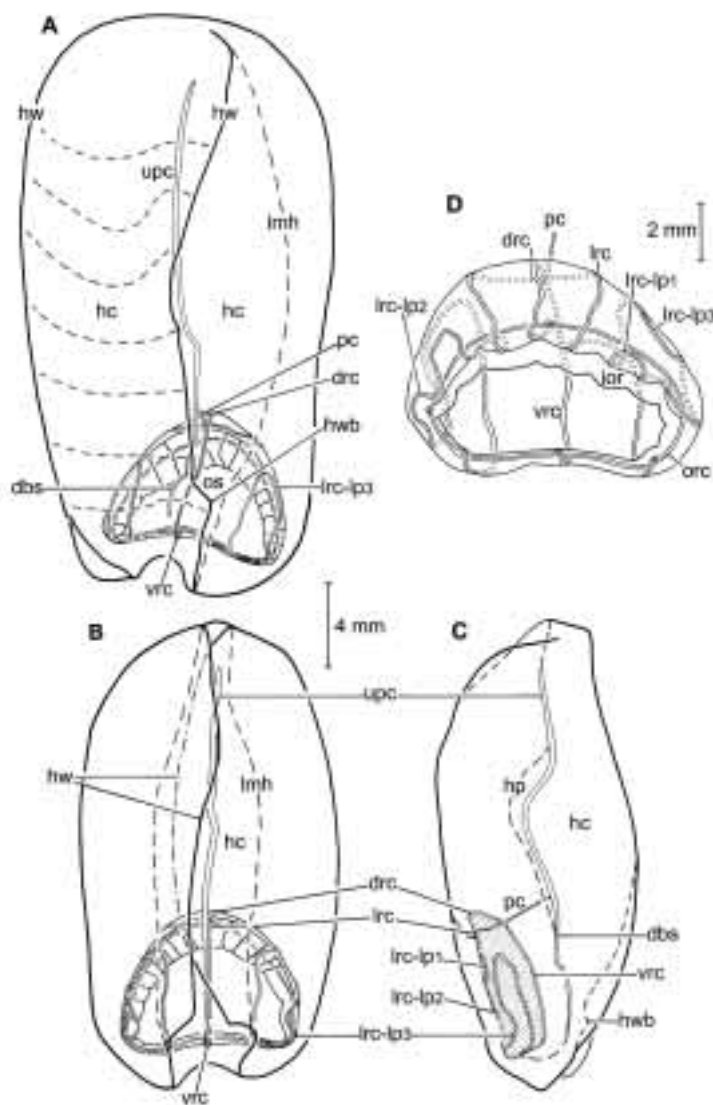 A
hw
hw
upc
lmh
hc
hc
pc
drc
hwb
os
dbs
lrc-lp3
vrc
D
2 mm
pc
drc
lrc
lrc-lp1
lrc-lp2
lrc-lp3
ior
vrc
orc
4 mm
B
C
upc
hw
lmh
hp
hc
hc
drc
pc
lrc
dbs
lrc-lp1
vrc
lrc-lp2
hwb
lrc-lp3
vrc